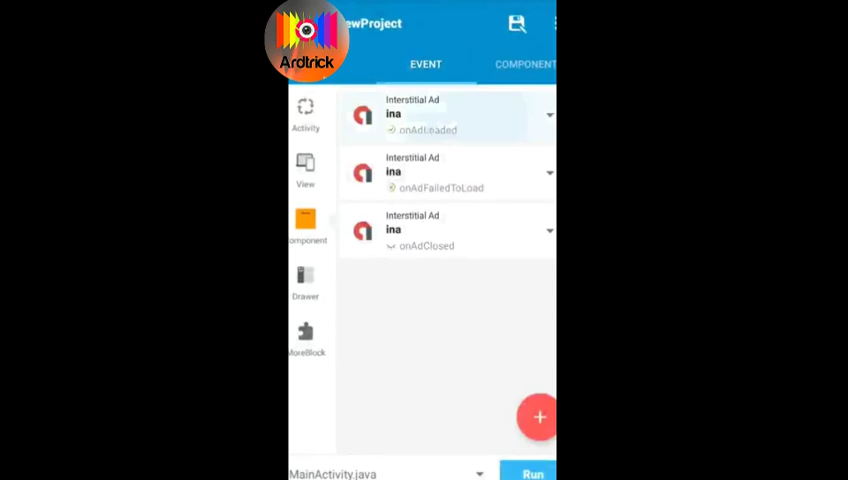 Ardtrick
ewProject
EVENT
COMPONENT
Activity
View
omponent
Drawer
MoreBlock
Interstitial Ad
ina
onAdLoaded
Interstitial Ad
ina
onAdFailedToLoad
Interstitial Ad
ina
onAdClosed
+
MainActivity.java
Run